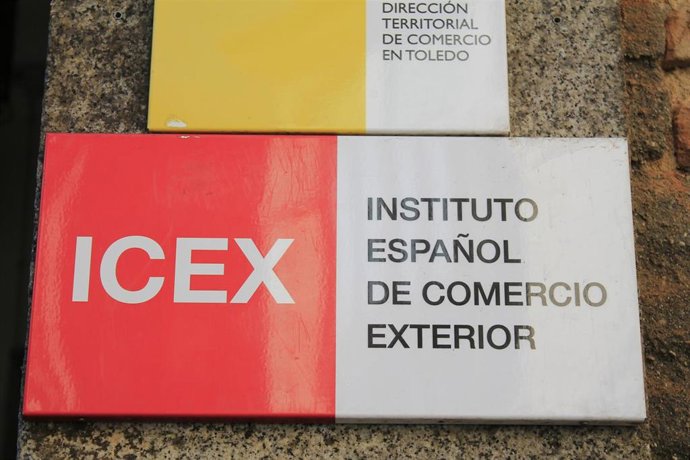 DIRECCIÓN
TERRITORIAL
DE COMERCIO
EN TOLEDO
ICEX
INSTITUTO
ESPAÑOL
DE COMERCIO
EXTERIOR